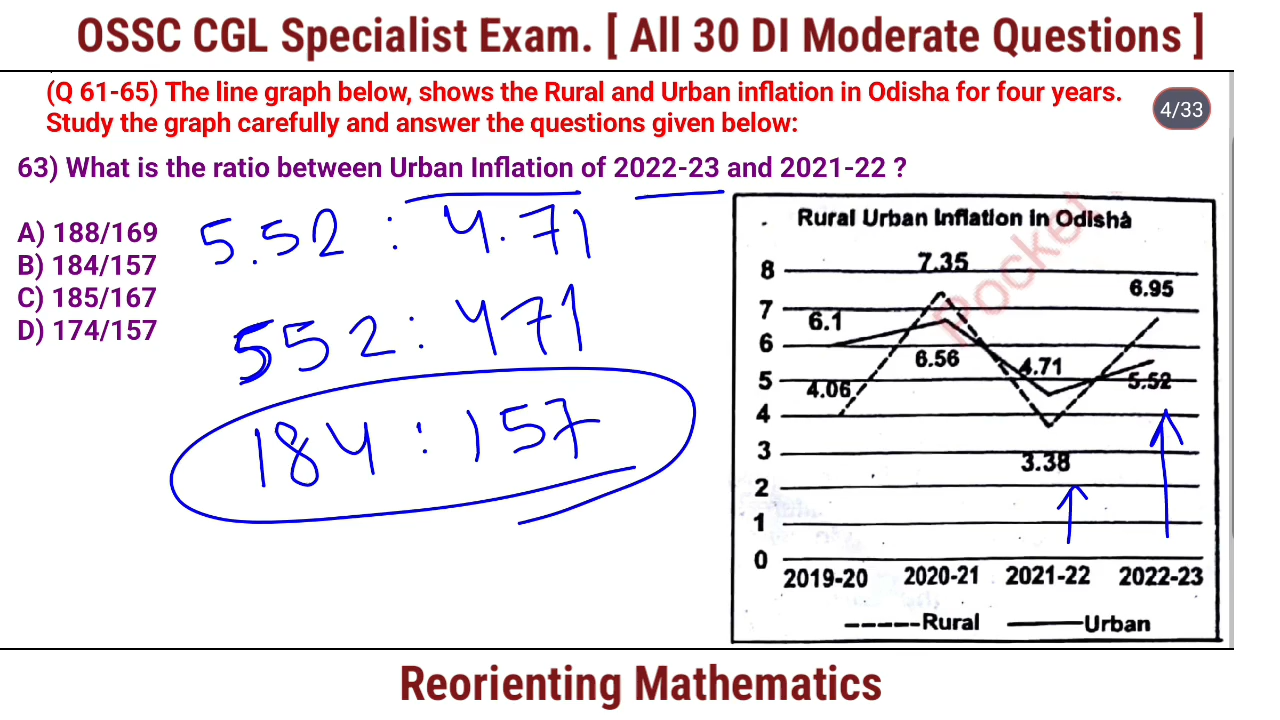 OSSC CGL Specialist Exam. [ All 30 DI Moderate Questions ]
(Q 61-65) The line graph below, shows the Rural and Urban inflation in Odisha for four years.
Study the graph carefully and answer the questions given below:
4/33
63) What is the ratio between Urban Inflation of 2022-23 and 2021-22 ?
A) 188/169
B) 184/157
C) 185/167
D) 174/157
5.52 : 4.71
552 : 471
184 : 157
Rural Urban Inflation in Odisha
Pocket
8
7
6
5
4
3
2
1
0
7.35
6.95
6.1
6.56
4.71
5.52
4.06
3.38
2019-20 2020-21 2021-22 2022-23
Rural Urban
Reorienting Mathematics